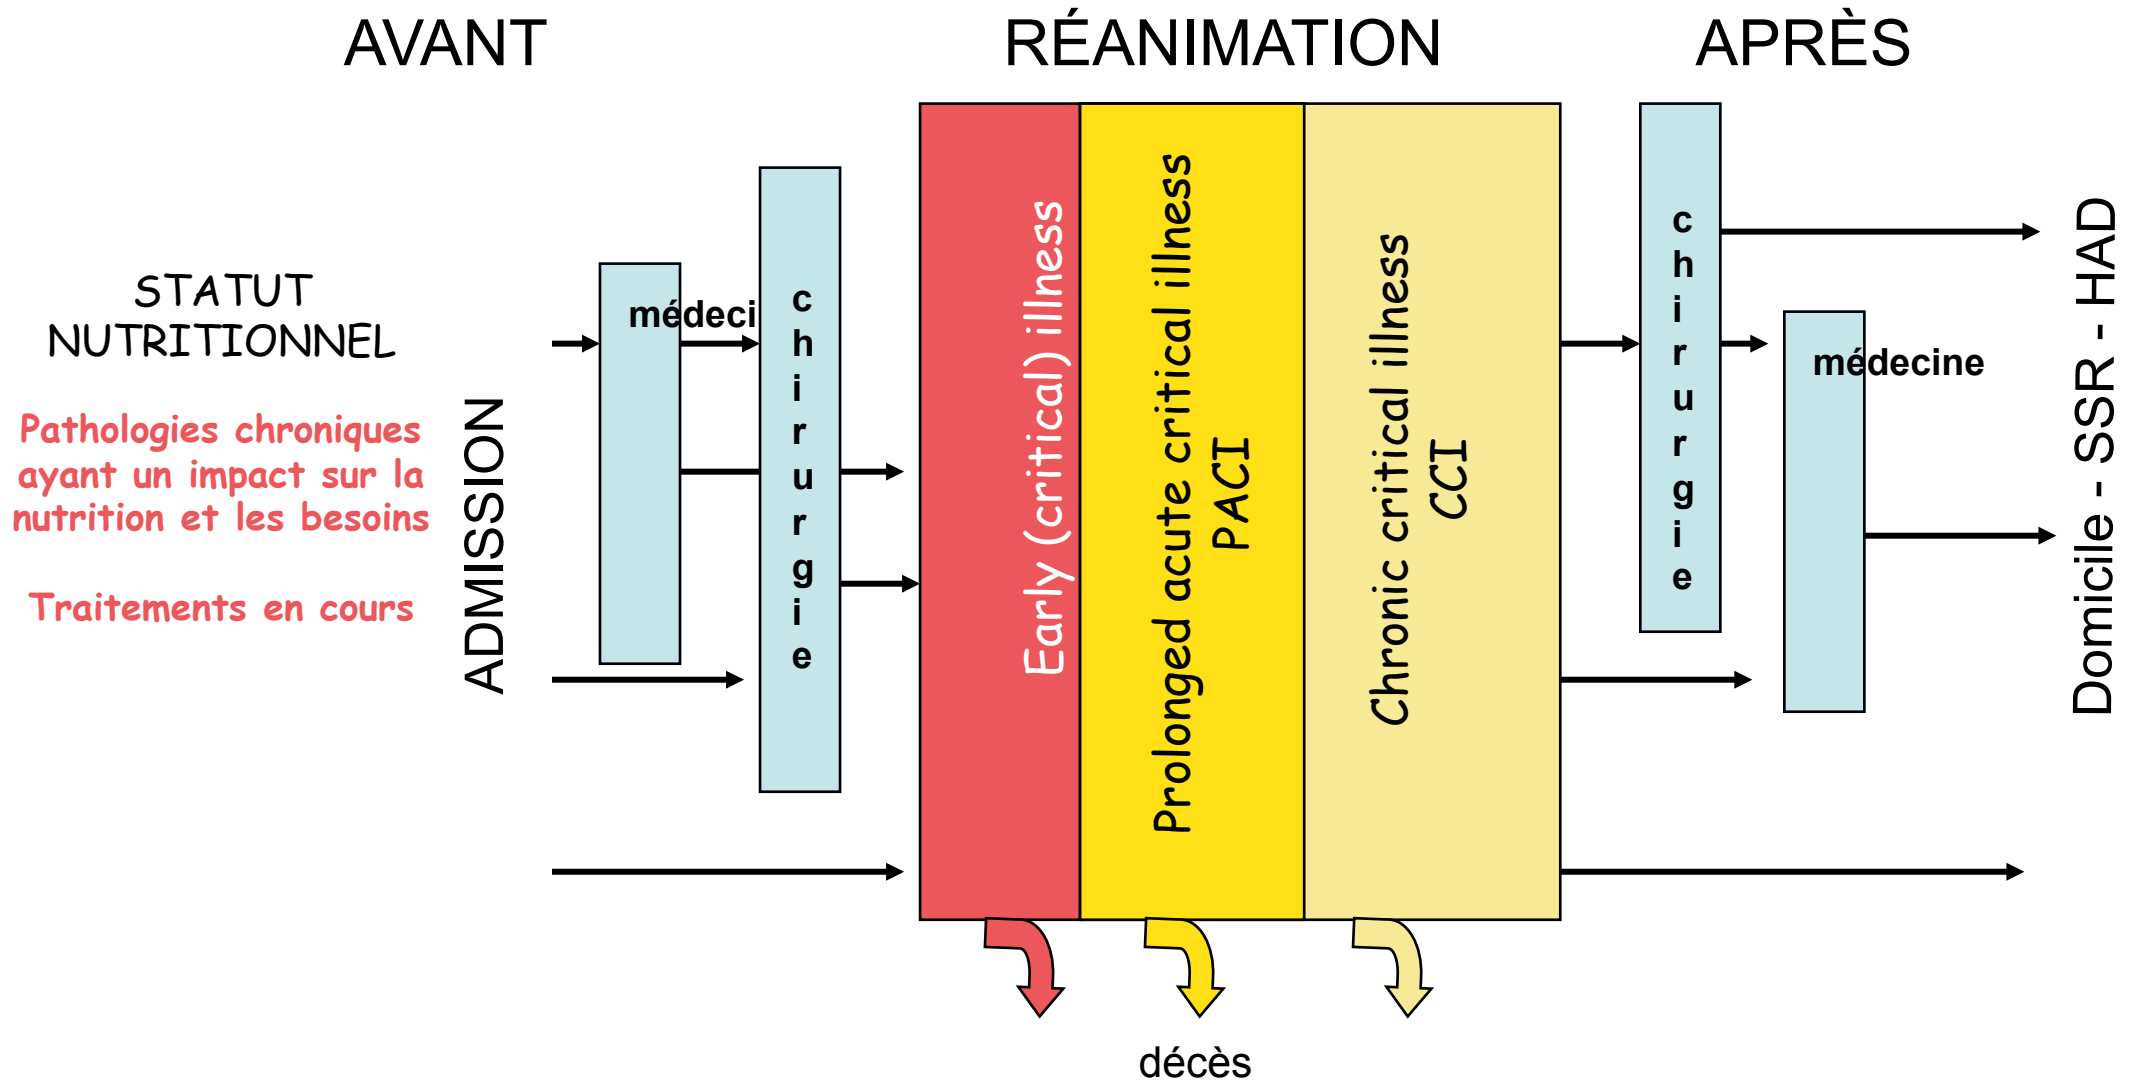 AVANT
RÉANIMATION
APRÈS
STATUT
NUTRITIONNEL
Pathologies chroniques
ayant un impact sur la
nutrition et les besoins
Traitements en cours
ADMISSION
médeci
chirurgie
Early (critical) illness
Prolonged acute critical illness
PACI
Chronic critical illness
CCI
chirurgie
médecine
Domicile - SSR - HAD
décès